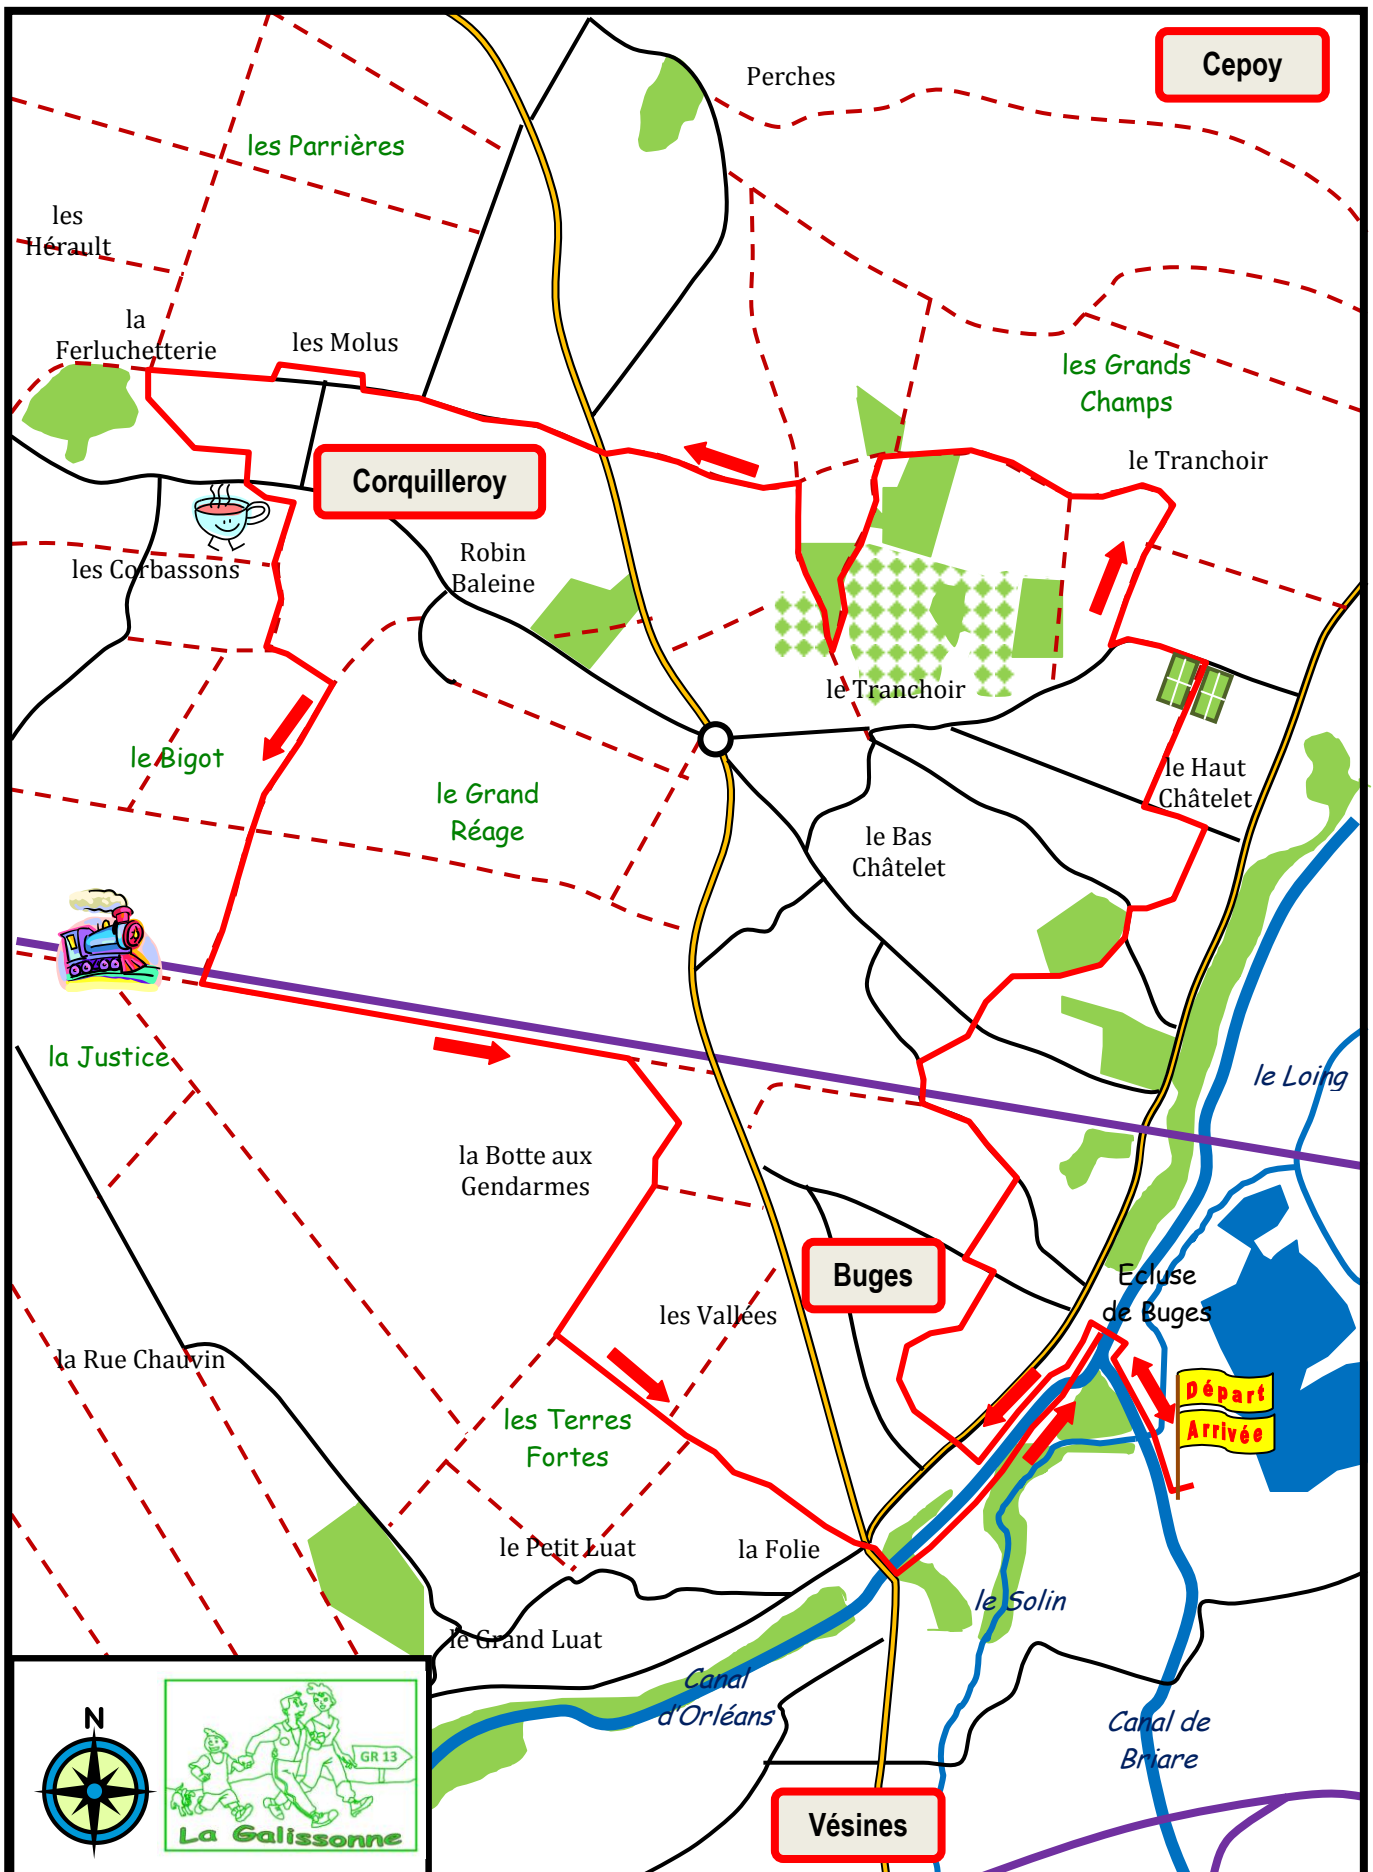 Cepoy
Perches
les Parrières
les
Hérault
la
Ferluchetterie
les Molus
les Grands
Champs
le Tranchoir
Corquilleroy
Robin
Baleine
les Corbassons
le Tranchoir
le Bigot
le Grand
Réage
le Haut
Châtelet
le Bas
Châtelet
la Justice
le Loing
la Botte aux
Gendarmes
Buges
Ecluse
de Buges
les Vallées
la Rue Chauvin
Départ
Arrivée
les Terres
Fortes
le Petit Luat
la Folie
le Solin
le Grand Luat
Canal
d'Orléans
Canal de
Briare
N
GR 13
La Galissonne
Vésines